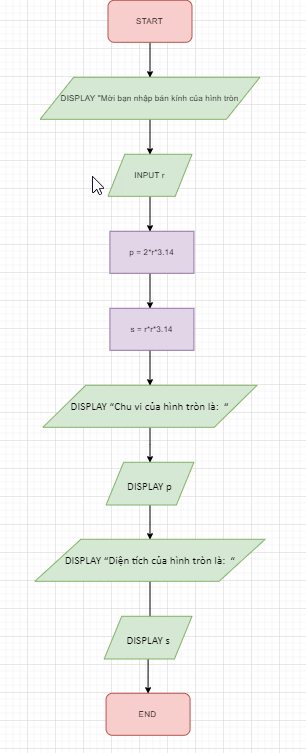 START
DISPLAY "Mời bạn nhập bán kính của hình tròn
INPUT r
p = 2*r*3.14
s = r*r*3.14
DISPLAY “Chu vi của hình tròn là:  “
DISPLAY p
DISPLAY “Diện tích của hình tròn là:  “
DISPLAY s
END